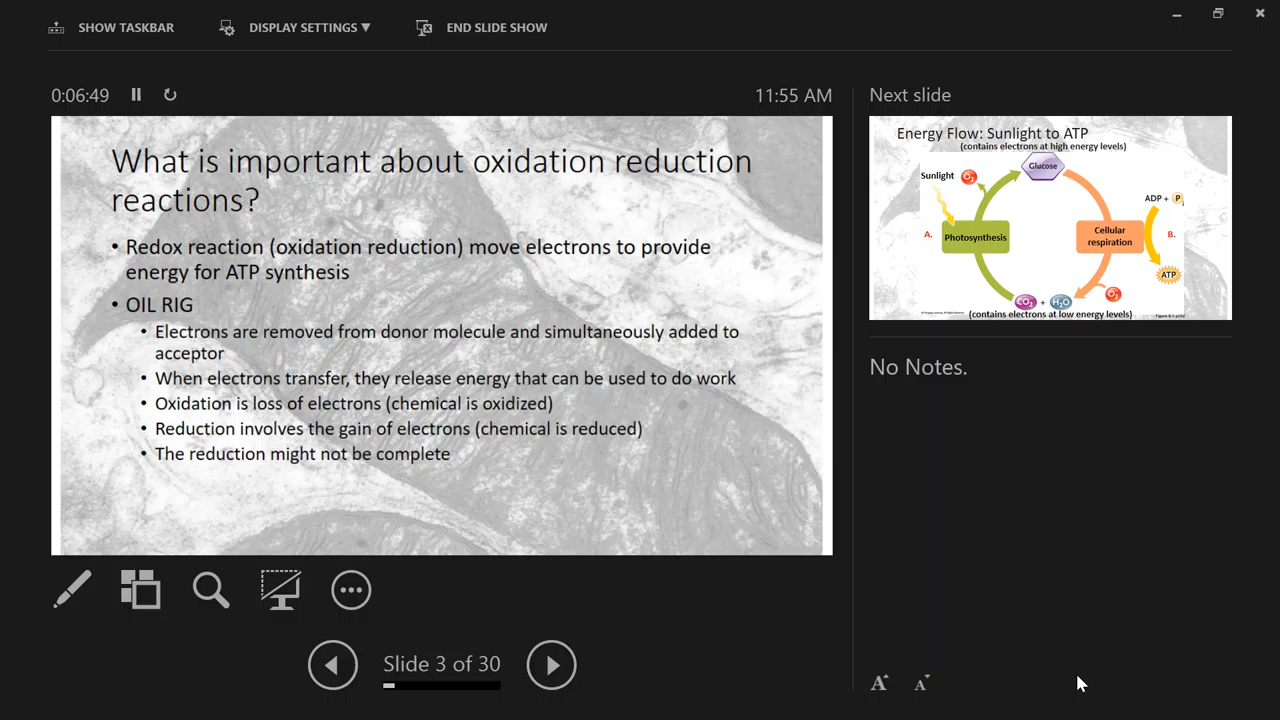 SHOW TASKBAR
DISPLAY SETTINGS ▼
END SLIDE SHOW
0:06:49
11:55 AM
What is important about oxidation reduction
reactions?
• Redox reaction (oxidation reduction) move electrons to provide
energy for ATP synthesis
• OIL RIG
• Electrons are removed from donor molecule and simultaneously added to
acceptor
• When electrons transfer, they release energy that can be used to do work
• Oxidation is loss of electrons (chemical is oxidized)
• Reduction involves the gain of electrons (chemical is reduced)
• The reduction might not be complete
Slide 3 of 30
Next slide
Energy Flow: Sunlight to ATP
(contains electrons at high energy levels)
Glucose
Sunlight
O₂
ADP + Pᵢ
A.
Photosynthesis
Cellular
respiration
B.
ATP
O₂
CO₂ + H₂O
(contains electrons at low energy levels)
No Notes.
A
A